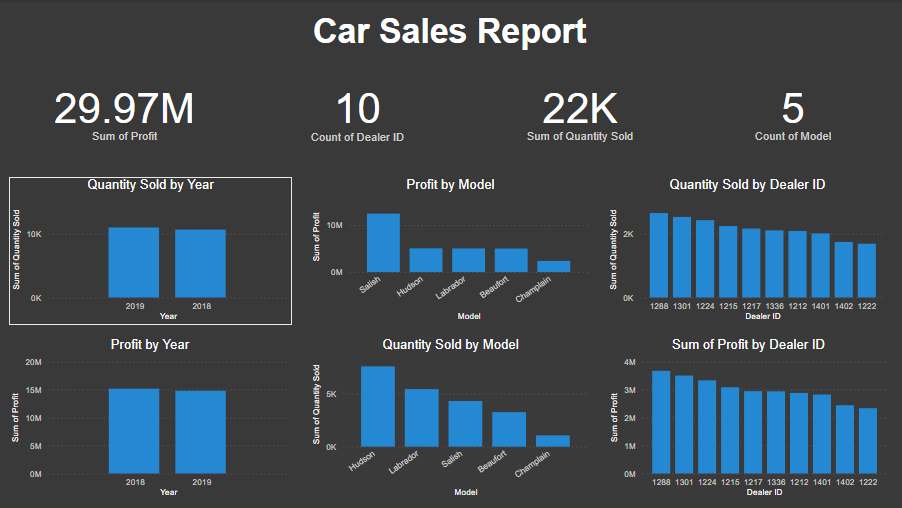 Car Sales Report
29.97M
Sum of Profit
10
Count of Dealer ID
22K
Sum of Quantity Sold
5
Count of Model
Quantity Sold by Year
Sum of Quantity Sold
10K
0K
2019 2018
Year
Profit by Model
Sum of Profit
10M
0M
Salish Hudson Labrador Beaufort Champlain
Model
Quantity Sold by Dealer ID
Sum of Quantity Sold
2K
0K
1288 1301 1224 1215 1217 1336 1212 1401 1402 1222
Dealer ID
Profit by Year
Sum of Profit
20M
15M
10M
5M
0M
2018 2019
Year
Quantity Sold by Model
Sum of Quantity Sold
5K
0K
Hudson Labrador Salish Beaufort Champlain
Model
Sum of Profit by Dealer ID
Sum of Profit
4M
3M
2M
1M
0M
1288 1301 1224 1215 1217 1336 1212 1401 1402 1222
Dealer ID